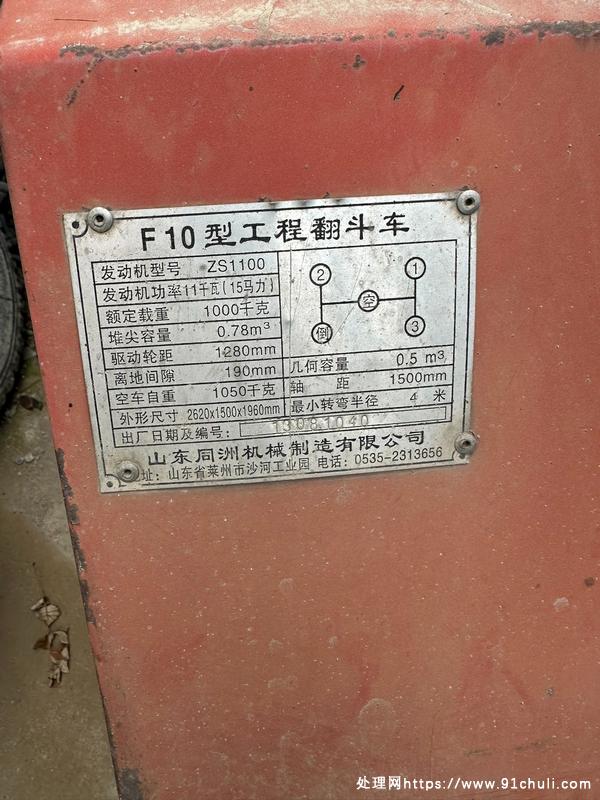 F10型工程翻斗车
发动机型号 ZS1100
发动机功率 11千瓦(15马力)
额定载重 1000千克
堆尖容量 0.78m³
驱动轮距 1280mm
离地间隙 190mm
空车自重 1050千克
外形尺寸 2620x1500x1960mm
② ①
空
倒 ③
几何容量 0.5 m³
轴距 1500mm
最小转弯半径 4 米
出厂日期及编号: 13081040
山东同洲机械制造有限公司
址: 山东省莱州市沙河工业园 电话: 0535-2313656
处理网https://www.91chuli.com